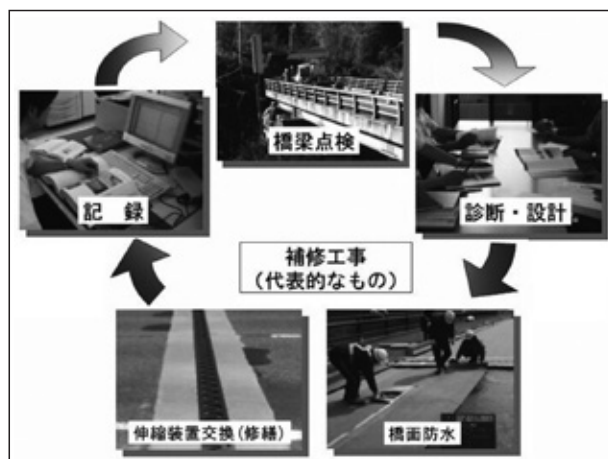 橋梁点検
記　録
診断・設計
補修工事
（代表的なもの）
伸縮装置交換（修繕）
橋面防水